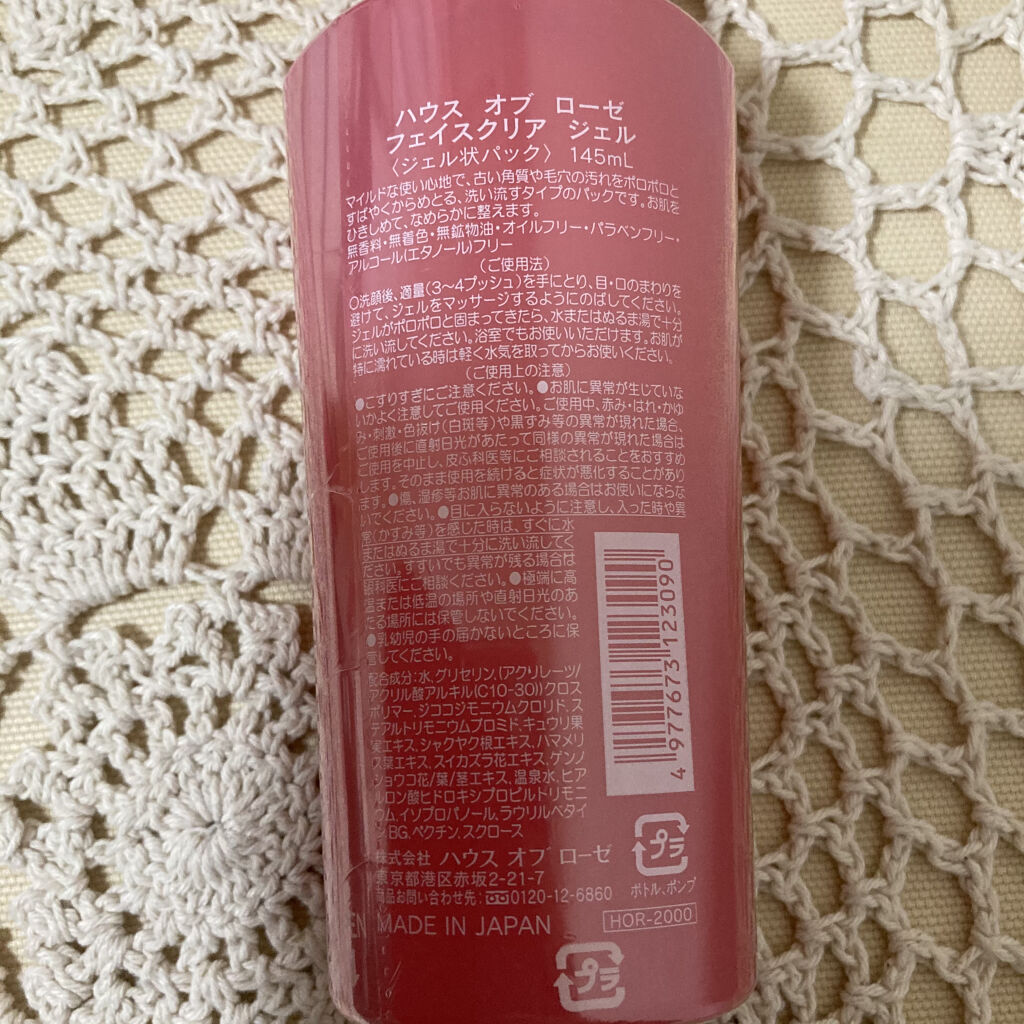 ハウス オブ ローゼ
フェイスクリア ジェル
〈ジェル状パック〉 145mL
マイルドな使い心地で、古い角質や毛穴の汚れをポロポロと
すばやくからめとる、洗い流すタイプのパックです。お肌を
ひきしめて、なめらかに整えます。
無香料・無着色・無鉱物油・オイルフリー・パラベンフリー・
アルコール(エタノール)フリー
〈ご使用法〉
○洗顔後、適量(3〜4プッシュ)を手にとり、目・口のまわりを
避けて、ジェルをマッサージするようにのばしてください。
ジェルがポロポロと固まってきたら、水またはぬるま湯で十分
に洗い流してください。浴室でもお使いいただけます。お肌が
特に濡れている時は軽く水気を取ってからお使いください。
〈ご使用上の注意〉
●こすりすぎにご注意ください。●お肌に異常が生じていな
いかよく注意してご使用ください。ご使用中、赤み・はれ・かゆ
み・刺激・色抜け(白斑等)や黒ずみ等の異常が現れた場合、
ご使用後に直射日光があたって同様の異常が現れた場合は
ご使用を中止し、皮ふ科医等にご相談されることをおすすめ
します。そのまま使用を続けると症状が悪化することがあり
ます。●傷、湿疹等お肌に異常のある場合はお使いにならな
いでください。●目に入らないように注意し、入った時や異
常(かすみ等)を感じた時は、すぐに水
またはぬるま湯で十分に洗い流してく
ださい。すすいでも異常が残る場合は
眼科医にご相談ください。●極端に高
温または低温の場所や直射日光のあ
たる場所には保管しないでください。
●乳幼児の手の届かないところに保
管してください。
配合成分:水、グリセリン、(アクリレーツ/
アクリル酸アルキル(C10-30))クロス
ポリマー、ジココジモニウムクロリド、ス
テアルトリモニウムブロミド、キュウリ果
実エキス、シャクヤク根エキス、ハマメリ
ス葉エキス、スイカズラ花エキス、ゲンノ
ショウコ花/葉/茎エキス、温泉水、ヒア
ルロン酸ヒドロキシプロピルトリモニ
ウム、イソプロパノール、ラウリルベタイ
ン、BG、ペクチン、スクロース
株式会社 ハウス オブ ローゼ
東京都港区赤坂2-21-7
商品お問い合わせ先:0120-12-6860
EN MADE IN JAPAN
4 977673 123090
プラ
ボトル、ポンプ
HOR-2000
プラ